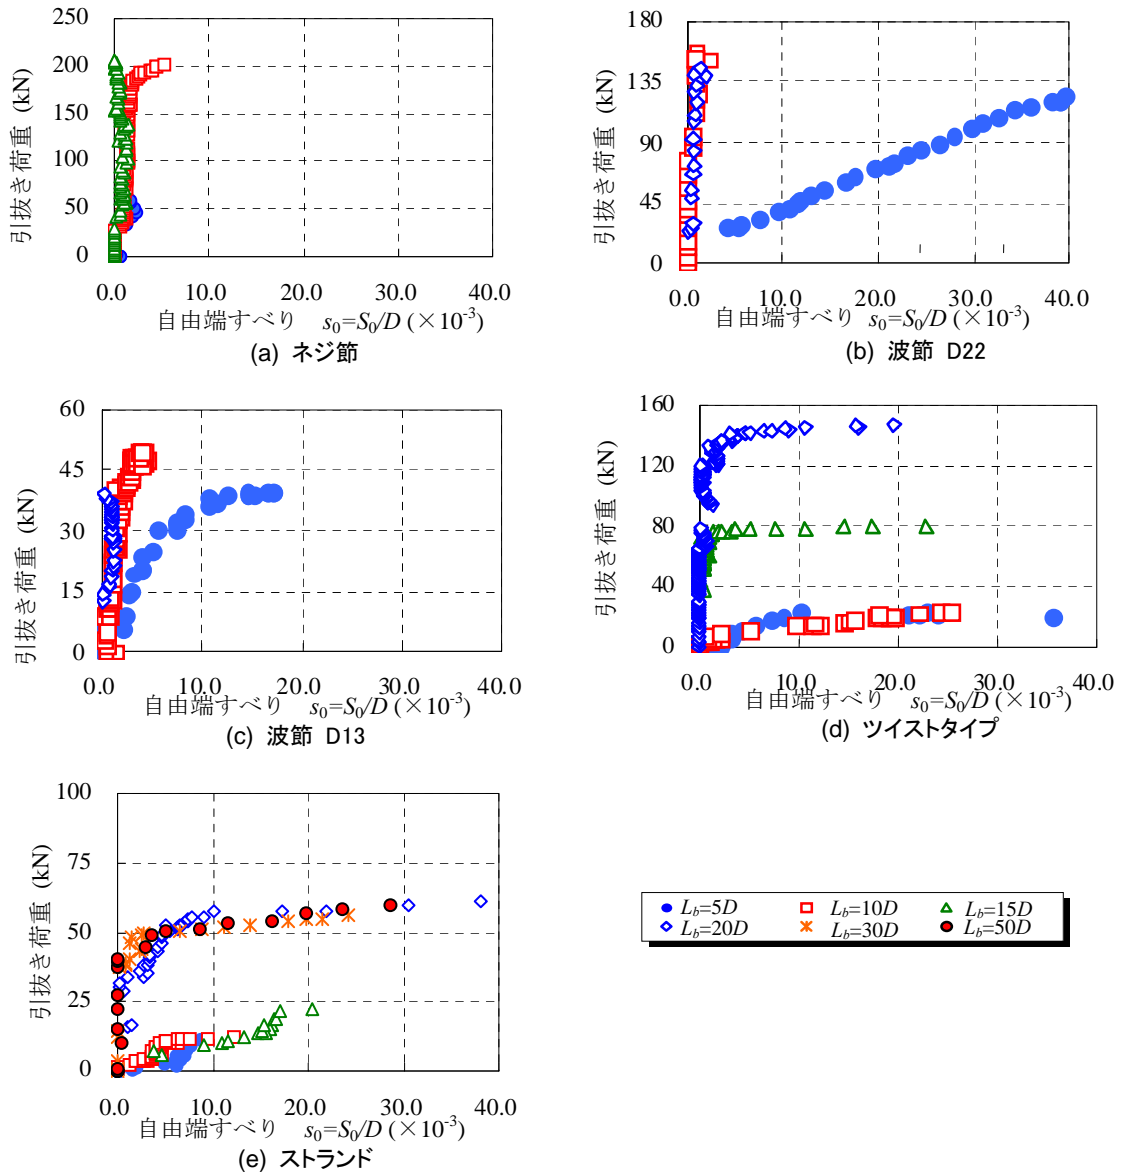 250
200
150
100
50
0
引抜き荷重 (kN)
0.0 10.0 20.0 30.0 40.0
自由端すべり s0=S0/D (×10-3)
(a) ネジ節
180
135
90
45
0
引抜き荷重 (kN)
0.0 10.0 20.0 30.0 40.0
自由端すべり s0=S0/D (×10-3)
(b) 波節 D22
60
45
30
15
0
引抜き荷重 (kN)
0.0 10.0 20.0 30.0 40.0
自由端すべり s0=S0/D (×10-3)
(c) 波節 D13
160
120
80
40
0
引抜き荷重 (kN)
0.0 10.0 20.0 30.0 40.0
自由端すべり s0=S0/D (×10-3)
(d) ツイストタイプ
100
75
50
25
0
引抜き荷重 (kN)
0.0 10.0 20.0 30.0 40.0
自由端すべり s0=S0/D (×10-3)
(e) ストランド
Lb=5D Lb=10D Lb=15D
Lb=20D Lb=30D Lb=50D